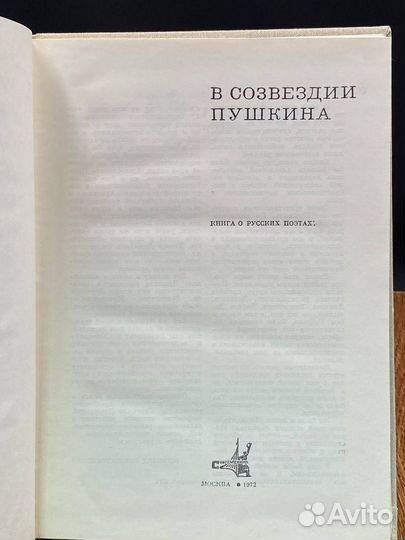 В СОЗВЕЗДИИ
ПУШКИНА
КНИГА О РУССКИХ ПОЭТАХ
МОСКВА ● 1972
Avito